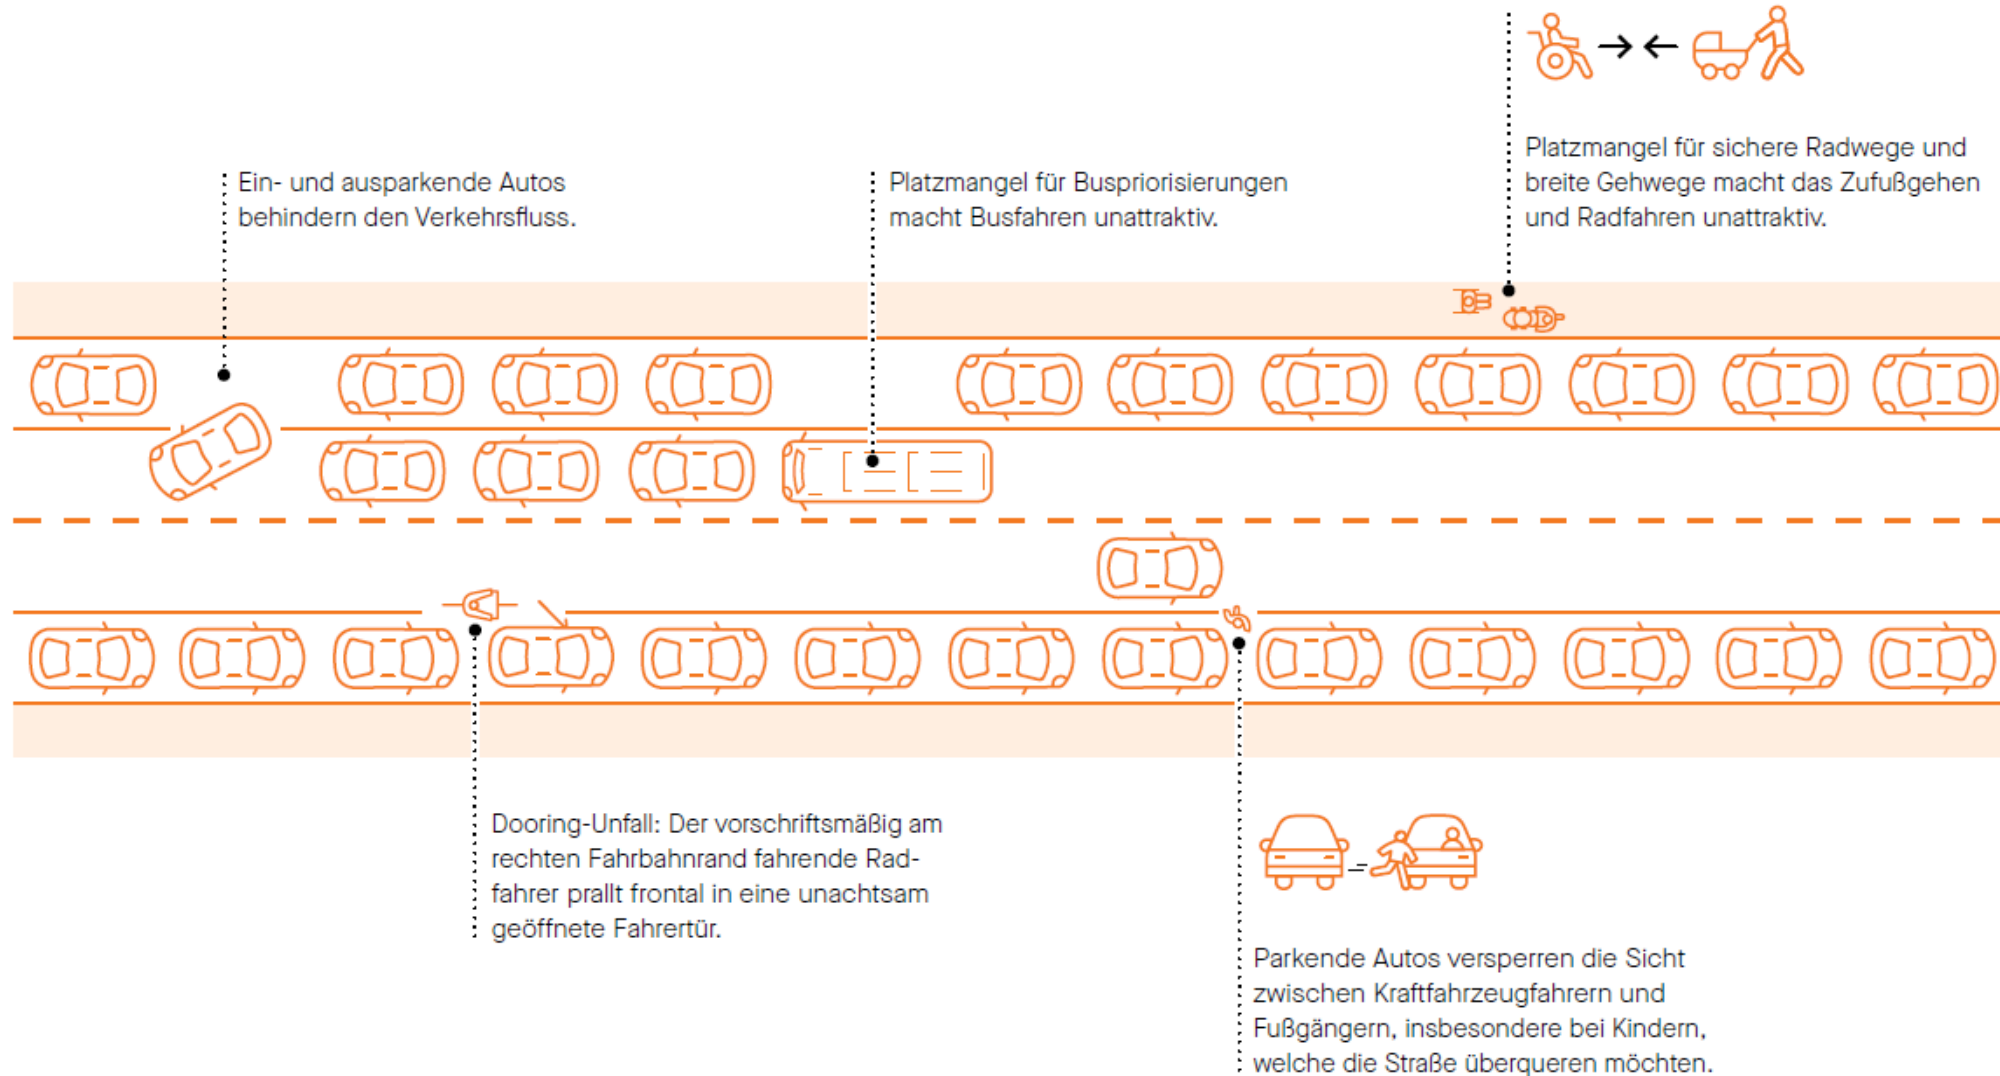 Ein- und ausparkende Autos
behindern den Verkehrsfluss.
Platzmangel für Buspriorisierungen
macht Busfahren unattraktiv.
Platzmangel für sichere Radwege und
breite Gehwege macht das Zufußgehen
und Radfahren unattraktiv.
Dooring-Unfall: Der vorschriftsmäßig am
rechten Fahrbahnrand fahrende Rad-
fahrer prallt frontal in eine unachtsam
geöffnete Fahrertür.
Parkende Autos versperren die Sicht
zwischen Kraftfahrzeugfahrern und
Fußgängern, insbesondere bei Kindern,
welche die Straße überqueren möchten.